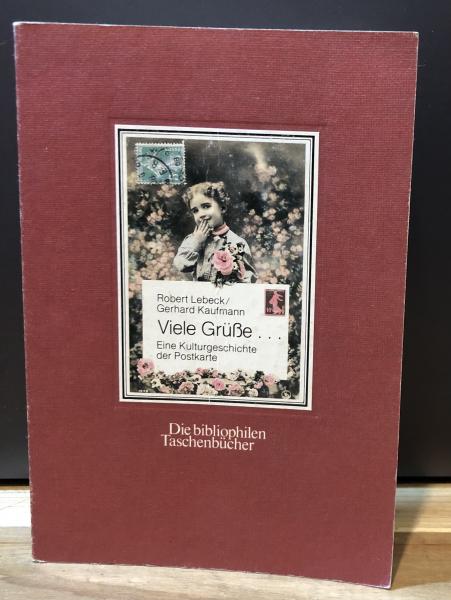 Robert Lebeck/
Gerhard Kaufmann
Viele Grüße . . .
Eine Kulturgeschichte
der Postkarte
Die bibliophilen
Taschenbücher